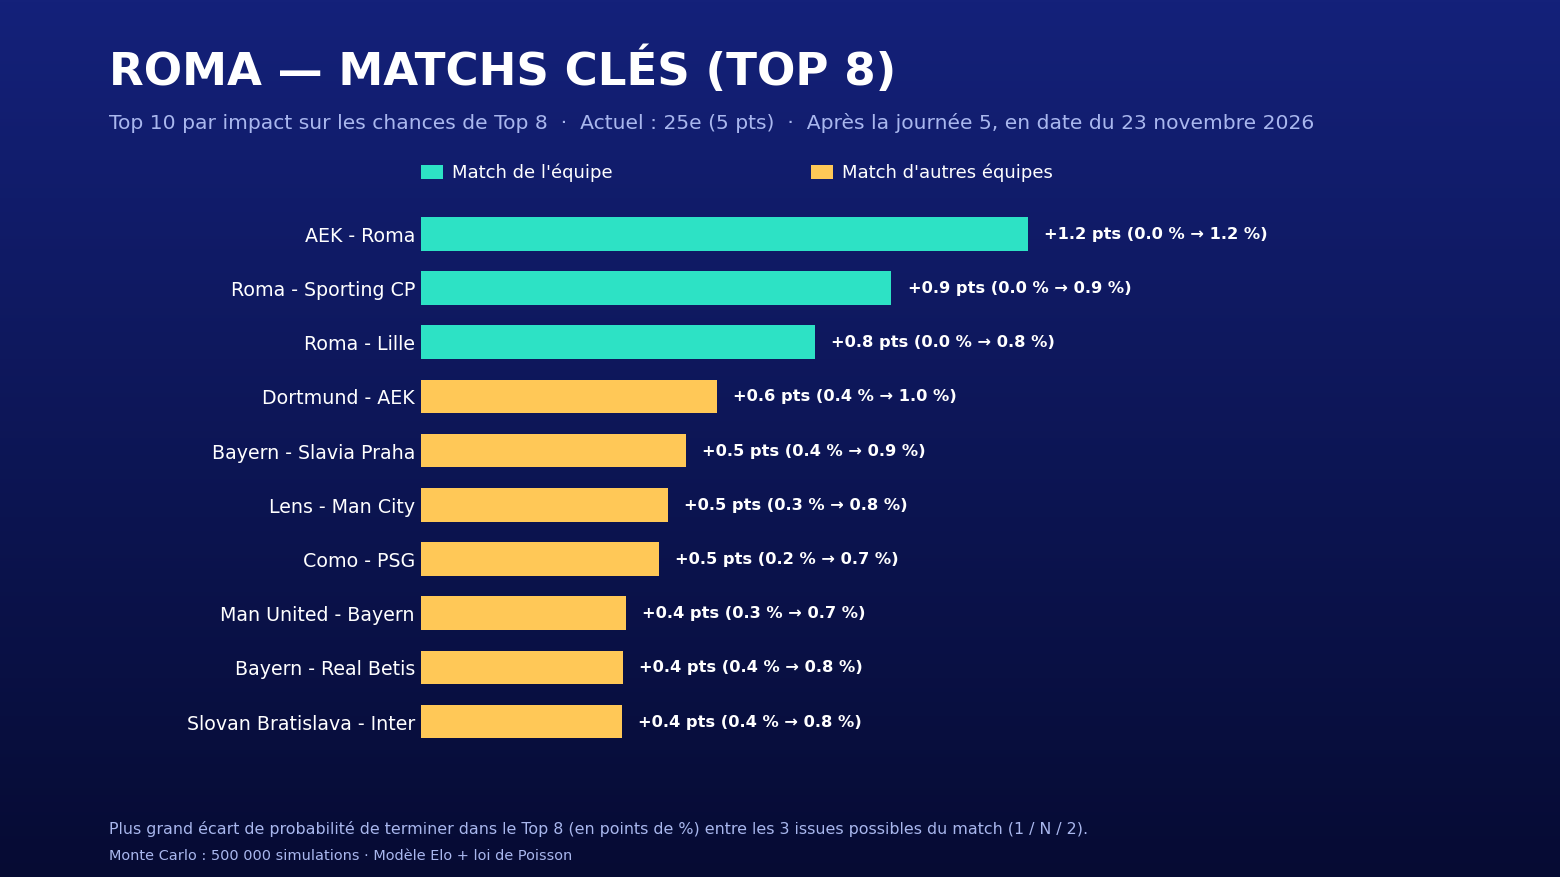 ROMA — MATCHS CLÉS (TOP 8)
Top 10 par impact sur les chances de Top 8 · Actuel : 25e (5 pts) · Après la journée 5, en date du 23 novembre 2026
Match de l'équipe
Match d'autres équipes
AEK - Roma +1.2 pts (0.0 % → 1.2 %)
Roma - Sporting CP +0.9 pts (0.0 % → 0.9 %)
Roma - Lille +0.8 pts (0.0 % → 0.8 %)
Dortmund - AEK +0.6 pts (0.4 % → 1.0 %)
Bayern - Slavia Praha +0.5 pts (0.4 % → 0.9 %)
Lens - Man City +0.5 pts (0.3 % → 0.8 %)
Como - PSG +0.5 pts (0.2 % → 0.7 %)
Man United - Bayern +0.4 pts (0.3 % → 0.7 %)
Bayern - Real Betis +0.4 pts (0.4 % → 0.8 %)
Slovan Bratislava - Inter +0.4 pts (0.4 % → 0.8 %)
Plus grand écart de probabilité de terminer dans le Top 8 (en points de %) entre les 3 issues possibles du match (1 / N / 2).
Monte Carlo : 500 000 simulations · Modèle Elo + loi de Poisson